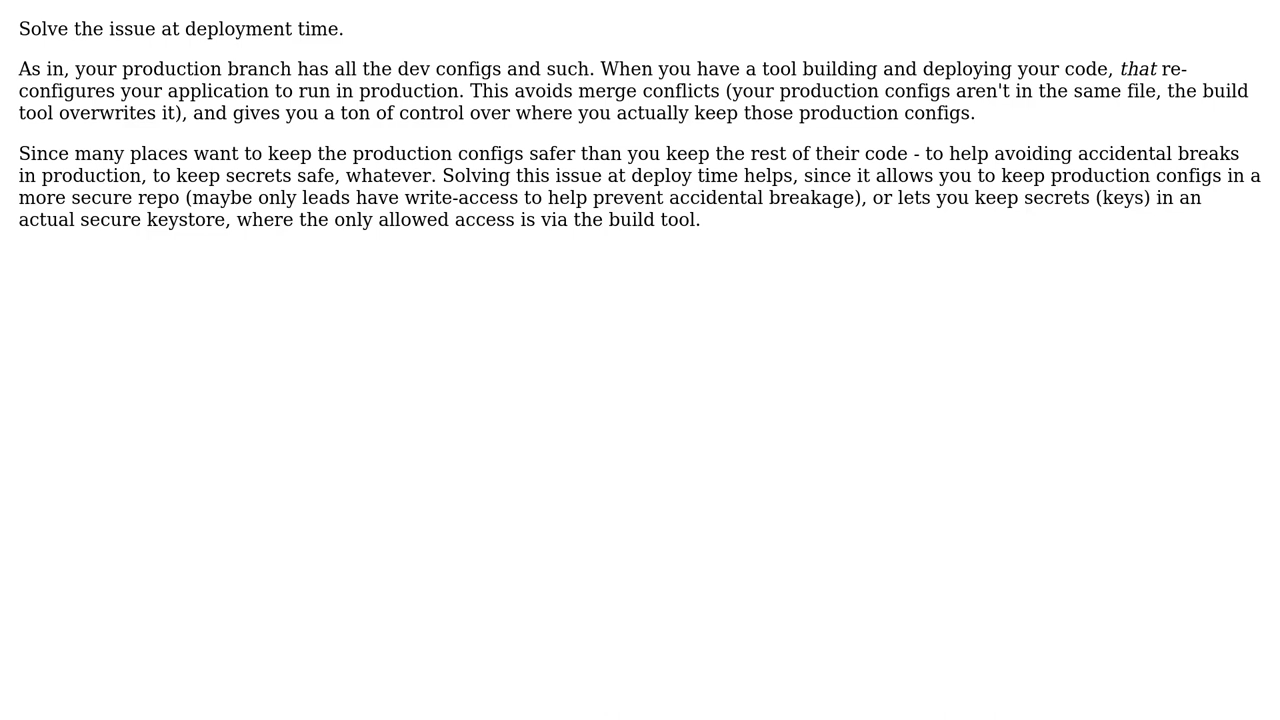 Solve the issue at deployment time.
As in, your production branch has all the dev configs and such. When you have a tool building and deploying your code, that re-
configures your application to run in production. This avoids merge conflicts (your production configs aren't in the same file, the build
tool overwrites it), and gives you a ton of control over where you actually keep those production configs.
Since many places want to keep the production configs safer than you keep the rest of their code - to help avoiding accidental breaks
in production, to keep secrets safe, whatever. Solving this issue at deploy time helps, since it allows you to keep production configs in a
more secure repo (maybe only leads have write-access to help prevent accidental breakage), or lets you keep secrets (keys) in an
actual secure keystore, where the only allowed access is via the build tool.